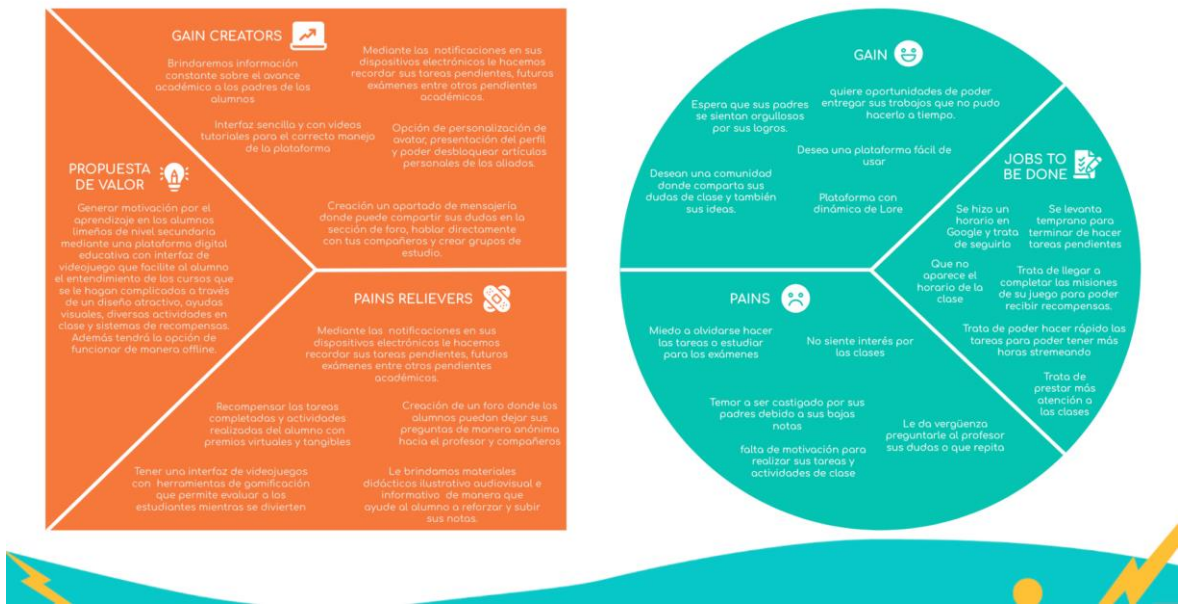 GAIN CREATORS
Brindaremos información
constante sobre el avance
académico a los padres de los
alumnos
Mediante las notificaciones en sus
dispositivos electrónicos le hacemos
recordar sus tareas pendientes, futuros
exámenes entre otros pendientes
académicos.
Interfaz sencilla y con videos
tutoriales para el correcto manejo
de la plataforma
Opción de personalización de
avatar, presentación del perfil
y poder desbloquear artículos
personales de los aliados.
Creación un apartado de mensajería
donde puede compartir sus dudas en la
sección de foro, hablar directamente
con tus compañeros y crear grupos de
estudio.
PROPUESTA
DE VALOR
Generar motivación por el
aprendizaje en los alumnos
limeños de nivel secundaria
mediante una plataforma digital
educativa con interfaz de
videojuego que facilite al alumno
el entendimiento de los cursos que
se le hagan complicados a través
de un diseño atractivo, ayudas
visuales, diversas actividades en
clase y sistemas de recompensas.
Además tendrá la opción de
funcionar de manera offline.
PAINS RELIEVERS
Mediante las notificaciones en sus
dispositivos electrónicos le hacemos
recordar sus tareas pendientes, futuros
exámenes entre otros pendientes
académicos.
Recompensar las tareas
completadas y actividades
realizadas del alumno con
premios virtuales y tangibles
Creación de un foro donde los
alumnos puedan dejar sus
preguntas de manera anónima
hacia el profesor y compañeros
Tener una interfaz de videojuegos
con herramientas de gamificación
que permite evaluar a los
estudiantes mientras se divierten
Le brindamos materiales
didácticos ilustrativo audiovisual e
informativo de manera que
ayude al alumno a reforzar y subir
sus notas.
GAIN
Espera que sus padres
se sientan orgullosos
por sus logros.
quiere oportunidades de poder
entregar sus trabajos que no pudo
hacerlo a tiempo.
Desea una plataforma fácil de
usar
Desean una comunidad
donde comparta sus
dudas de clase y también
sus ideas.
Plataforma con
dinámica de Lore
JOBS TO
BE DONE
Se hizo un
horario en
Google y trata
de seguirlo
Se levanta
temprano para
terminar de hacer
tareas pendientes
Que no
aparece el
horario de la
clase
Trata de llegar a
completar las misiones
de su juego para poder
recibir recompensas.
Trata de poder hacer rápido las
tareas para poder tener más
horas stremeando
Trata de
prestar más
atención a
las clases
PAINS
Miedo a olvidarse hacer
las tareas o estudiar
para los exámenes
No siente interés por
las clases
Temor a ser castigado por sus
padres debido a sus bajas
notas
Le da vergüenza
preguntarle al profesor
sus dudas o que repita
falta de motivación para
realizar sus tareas y
actividades de clase